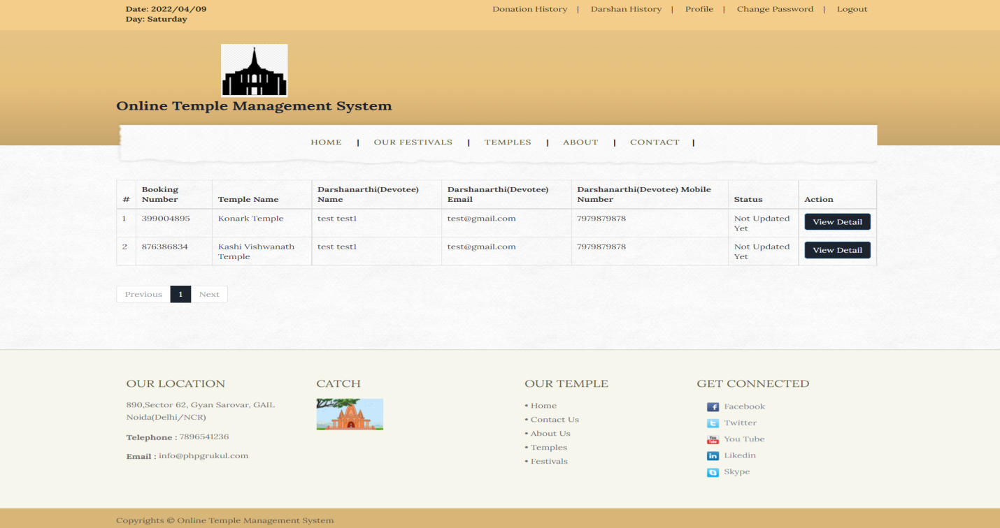 Date: 2022/04/09
Day: Saturday
Donation History | Darshan History | Profile | Change Password | Logout
Online Temple Management System
HOME | OUR FESTIVALS | TEMPLES | ABOUT | CONTACT |
# Booking Number Temple Name Darshanarthi(Devotee) Name Darshanarthi(Devotee) Email Darshanarthi(Devotee) Mobile Number Status Action
1 399004895 Konark Temple test test1 test@gmail.com 7979879878 Not Updated Yet View Detail
2 876386834 Kashi Vishwanath Temple test test1 test@gmail.com 7979879878 Not Updated Yet View Detail
Previous 1 Next
OUR LOCATION
890,Sector 62, Gyan Sarovar, GAIL
Noida(Delhi/NCR)
Telephone : 7896541236
Email : info@phpgrukul.com
CATCH
OUR TEMPLE
• Home
• Contact Us
• About Us
• Temples
• Festivals
GET CONNECTED
Facebook
Twitter
You Tube
Likedin
Skype
Copyrights © Online Temple Management System